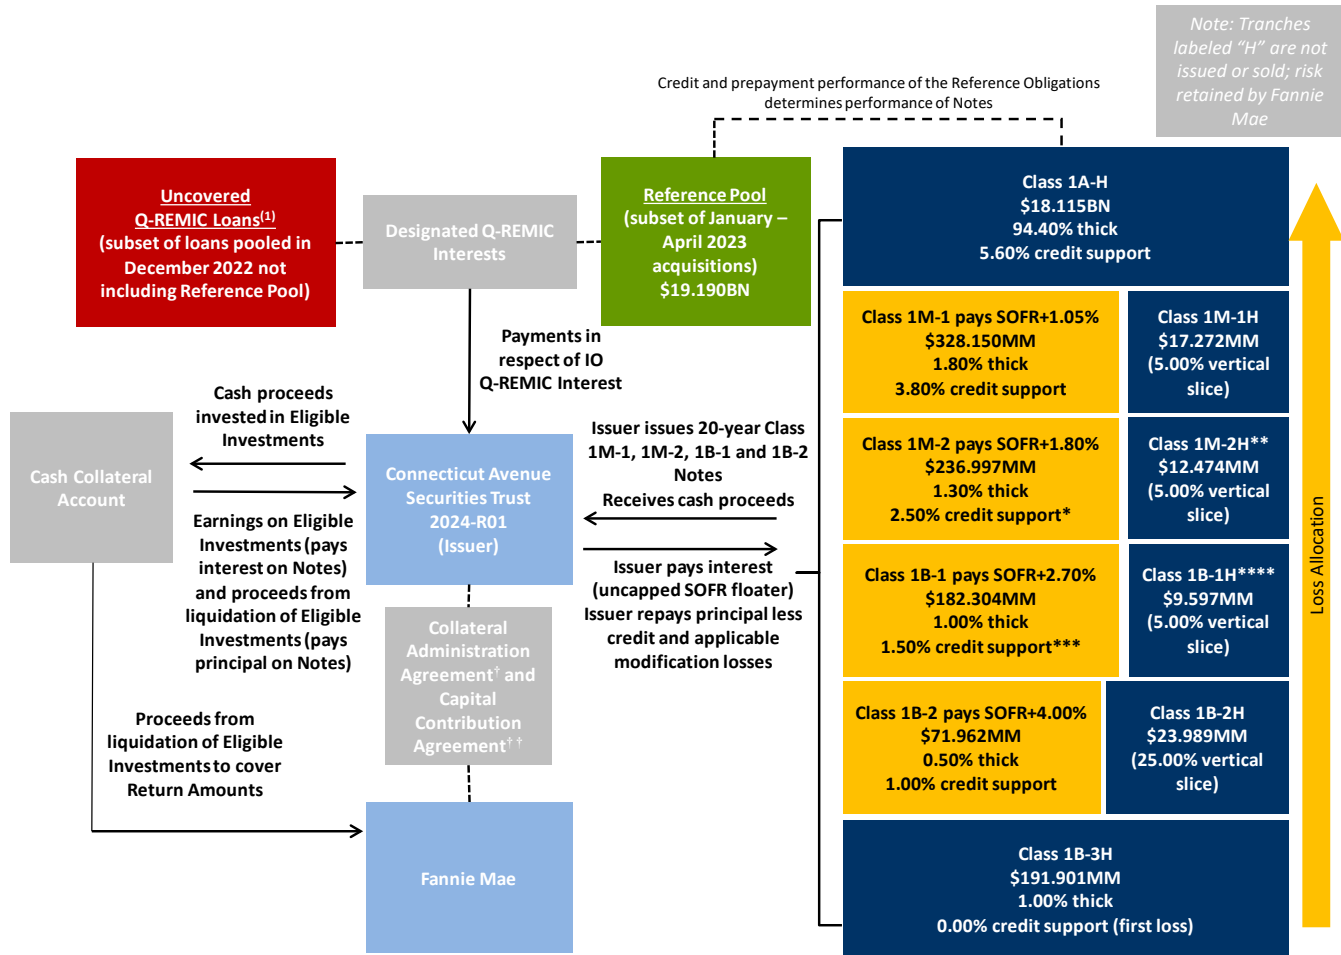 Note: Tranches
labeled “H” are not
issued or sold; risk
retained by Fannie
Mae
Credit and prepayment performance of the Reference Obligations
determines performance of Notes
Uncovered
Q-REMIC Loans(1)
(subset of loans pooled in
December 2022 not
including Reference Pool)
Designated Q-REMIC
Interests
Reference Pool
(subset of January –
April 2023
acquisitions)
$19.190BN
Class 1A-H
$18.115BN
94.40% thick
5.60% credit support
Payments in
respect of IO
Q-REMIC Interest
Class 1M-1 pays SOFR+1.05%
$328.150MM
1.80% thick
3.80% credit support
Class 1M-1H
$17.272MM
(5.00% vertical
slice)
Cash proceeds
invested in Eligible
Investments
Issuer issues 20-year Class
1M-1, 1M-2, 1B-1 and 1B-2
Notes
Receives cash proceeds
Cash Collateral
Account
Connecticut Avenue
Securities Trust
2024-R01
(Issuer)
Class 1M-2 pays SOFR+1.80%
$236.997MM
1.30% thick
2.50% credit support*
Class 1M-2H**
$12.474MM
(5.00% vertical
slice)
Earnings on Eligible
Investments (pays
interest on Notes)
and proceeds from
liquidation of Eligible
Investments (pays
principal on Notes)
Issuer pays interest
(uncapped SOFR floater)
Issuer repays principal less
credit and applicable
modification losses
Class 1B-1 pays SOFR+2.70%
$182.304MM
1.00% thick
1.50% credit support***
Class 1B-1H****
$9.597MM
(5.00% vertical
slice)
Loss Allocation
Collateral
Administration
Agreement† and
Capital
Contribution
Agreement††
Proceeds from
liquidation of Eligible
Investments to cover
Return Amounts
Class 1B-2 pays SOFR+4.00%
$71.962MM
0.50% thick
1.00% credit support
Class 1B-2H
$23.989MM
(25.00% vertical
slice)
Fannie Mae
Class 1B-3H
$191.901MM
1.00% thick
0.00% credit support (first loss)